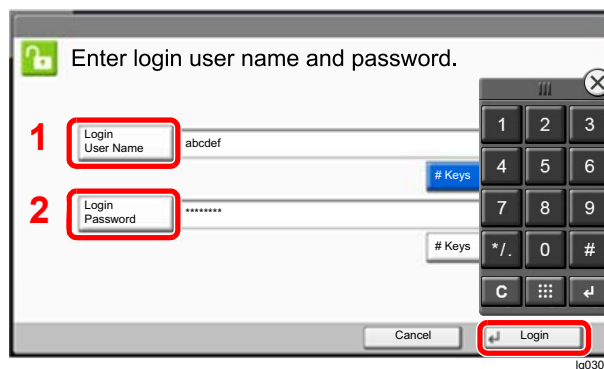 Enter login user name and password.
1
Login
User Name
abcdef
# Keys
2
Login
Password
********
# Keys
1 2 3
4 5 6
7 8 9
*/. 0 #
C
Cancel
Login
lg030